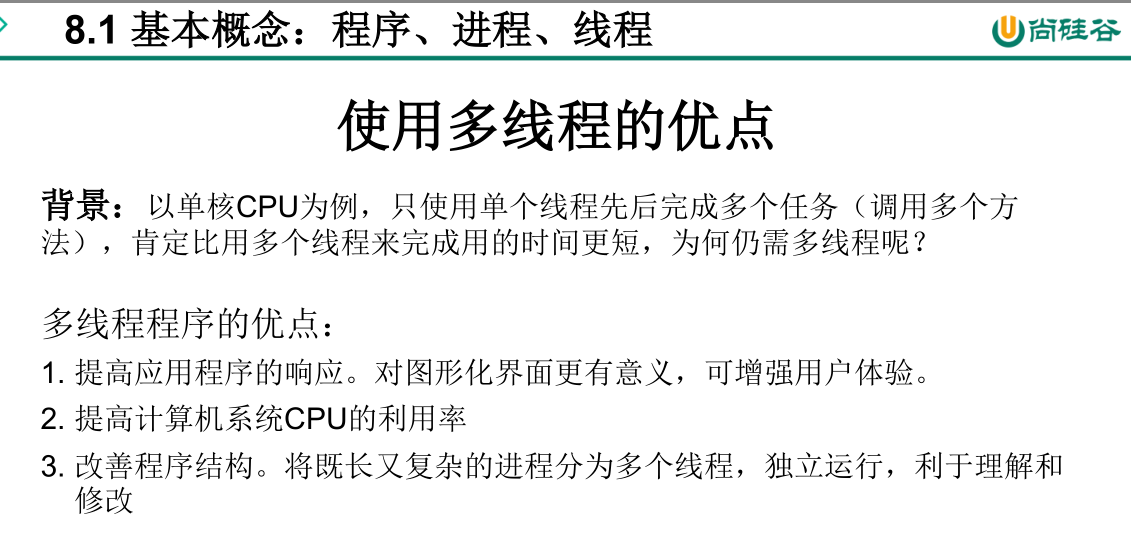 8.1 基本概念：程序、进程、线程
尚硅谷
使用多线程的优点
背景：以单核CPU为例，只使用单个线程先后完成多个任务（调用多个方
法），肯定比用多个线程来完成用的时间更短，为何仍需多线程呢？
多线程程序的优点：
1. 提高应用程序的响应。对图形化界面更有意义，可增强用户体验。
2. 提高计算机系统CPU的利用率
3. 改善程序结构。将既长又复杂的进程分为多个线程，独立运行，利于理解和
修改